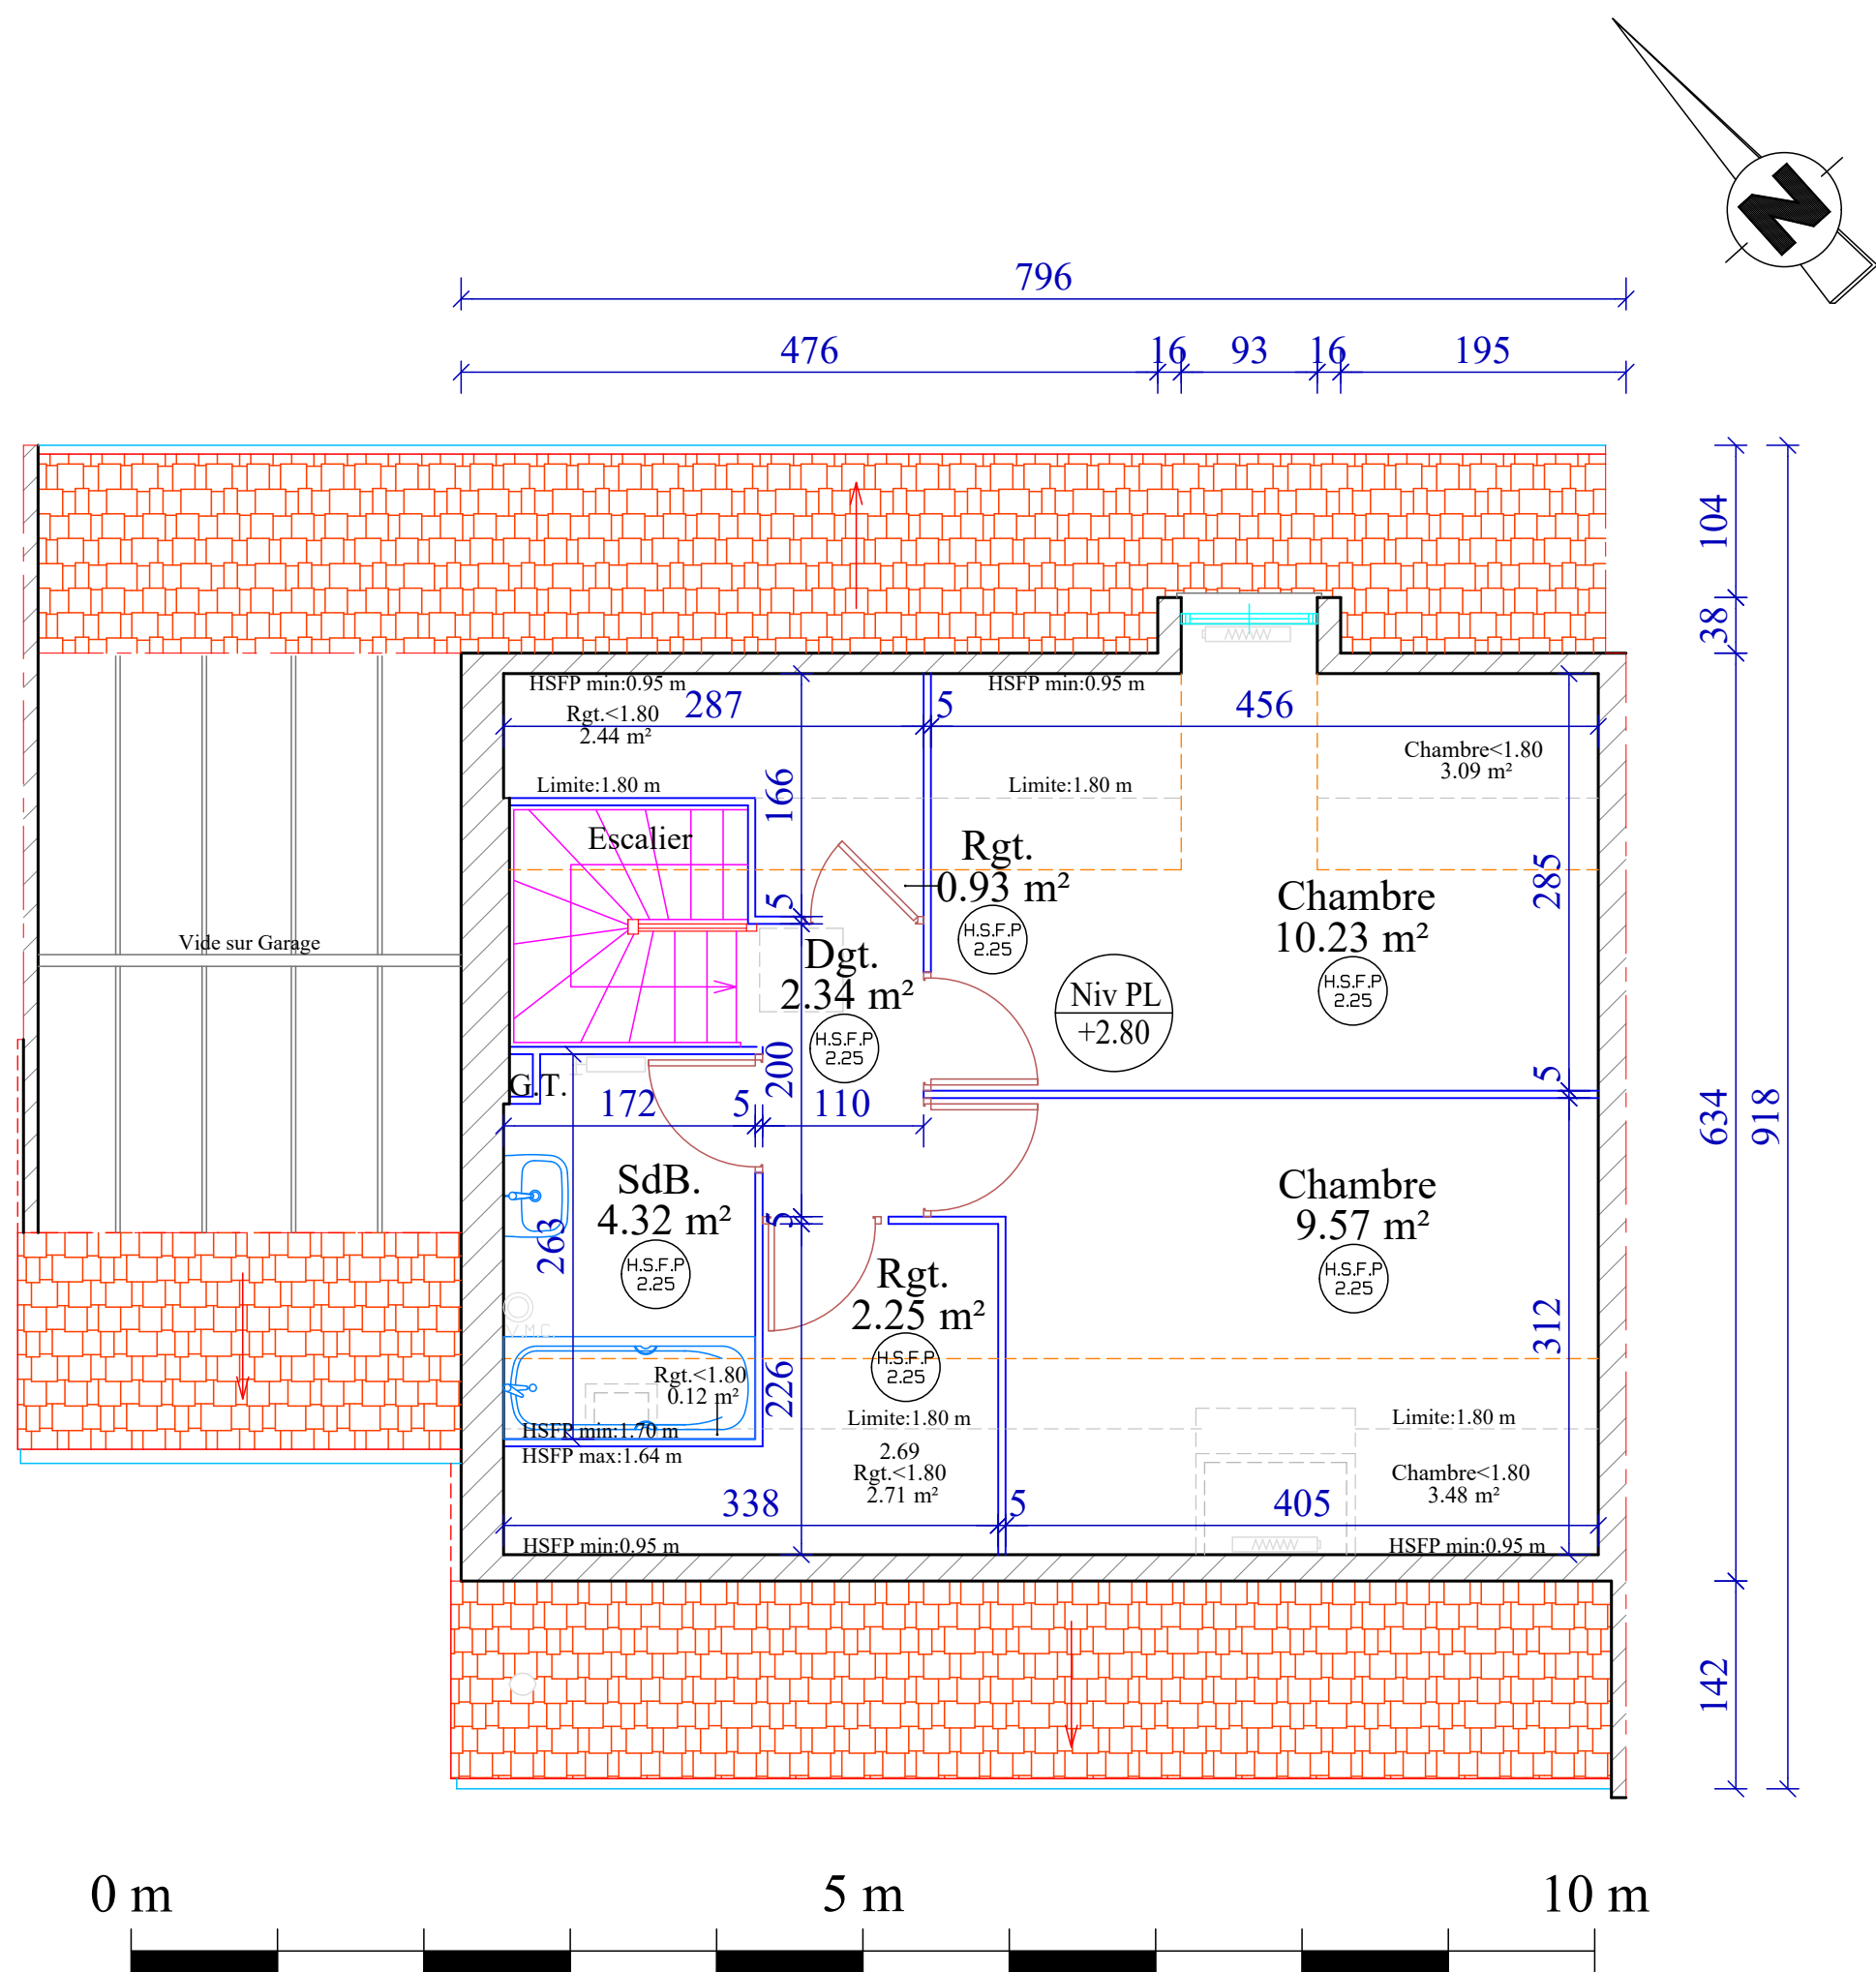 N
796
476
16
93
16
195
104
38
634
918
142
HSFP min:0.95 m
HSFP min:0.95 m
Rgt.<1.80
2.44 m²
287
5
456
Chambre<1.80
3.09 m²
Limite:1.80 m
Limite:1.80 m
166
Escalier
Rgt.
0.93 m²
H.S.F.P
2.25
285
Chambre
10.23 m²
H.S.F.P
2.25
5
Vide sur Garage
Dgt.
2.34 m²
H.S.F.P
2.25
Niv PL
+2.80
200
5
G.T.
172
5
110
SdB.
4.32 m²
H.S.F.P
2.25
263
5
Chambre
9.57 m²
H.S.F.P
2.25
Rgt.
2.25 m²
H.S.F.P
2.25
312
V.M.C.
226
Rgt.<1.80
0.12 m²
HSFP min:1.70 m
HSFP max:1.64 m
Limite:1.80 m
Limite:1.80 m
2.69
Rgt.<1.80
2.71 m²
Chambre<1.80
3.48 m²
338
5
405
HSFP min:0.95 m
HSFP min:0.95 m
0 m
5 m
10 m